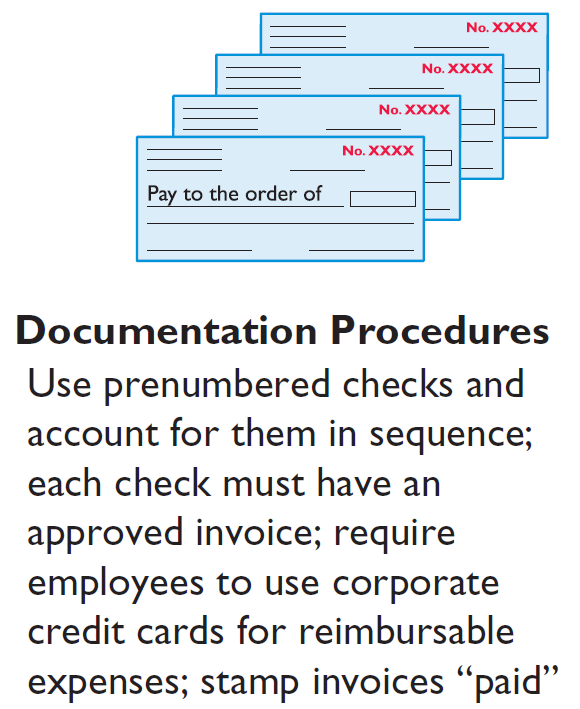 No. XXXX
No. XXXX
No. XXXX
No. XXXX
Pay to the order of
Documentation Procedures
Use prenumbered checks and
account for them in sequence;
each check must have an
approved invoice; require
employees to use corporate
credit cards for reimbursable
expenses; stamp invoices “paid”